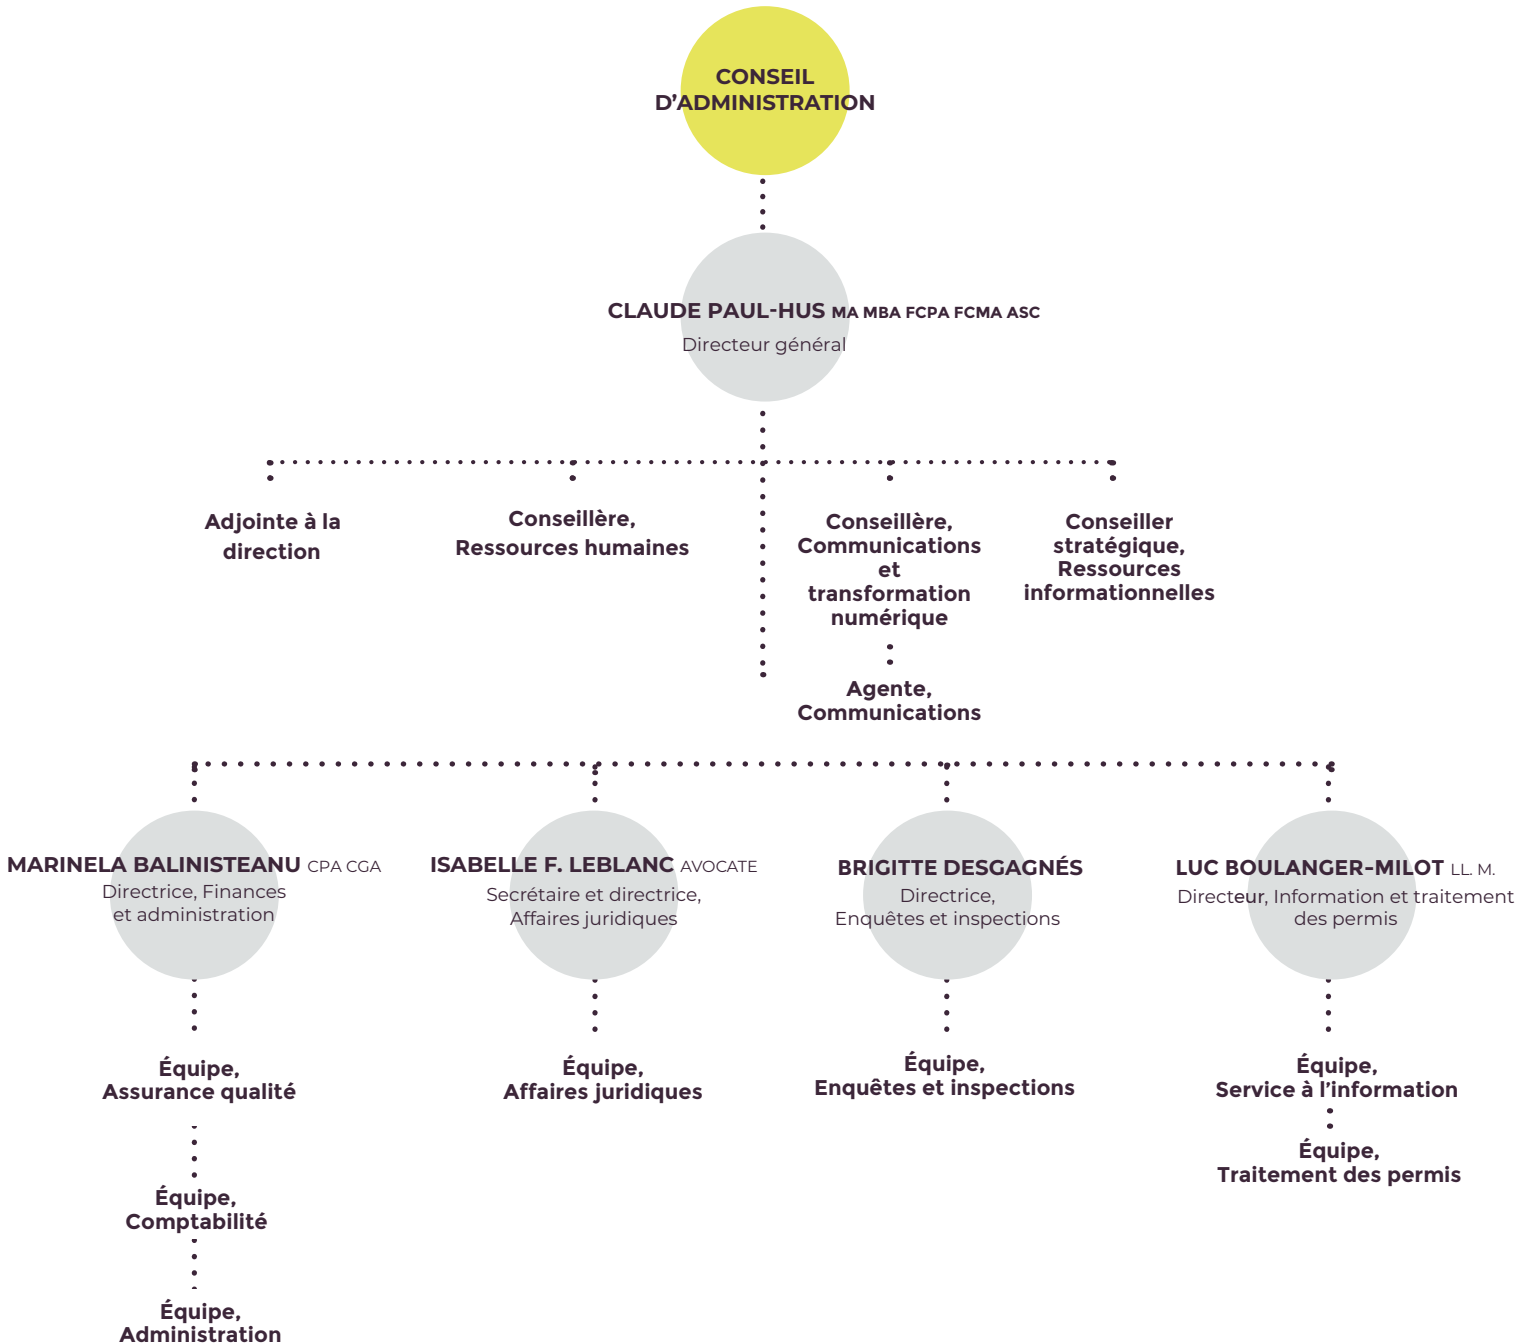 CONSEIL
D'ADMINISTRATION
CLAUDE PAUL-HUS MA MBA FCPA FCMA ASC
Directeur général
Adjointe à la
direction
Conseillère,
Ressources humaines
Conseillère,
Communications
et
transformation
numérique
Conseiller
stratégique,
Ressources
informationnelles
Agente,
Communications
MARINELA BALINISTEANU CPA CGA
Directrice, Finances
et administration
ISABELLE F. LEBLANC AVOCATE
Secrétaire et directrice,
Affaires juridiques
BRIGITTE DESGAGNÉS
Directrice,
Enquêtes et inspections
LUC BOULANGER-MILOT LL. M.
Directeur, Information et traitement
des permis
Équipe,
Assurance qualité
Équipe,
Comptabilité
Équipe,
Administration
Équipe,
Affaires juridiques
Équipe,
Enquêtes et inspections
Équipe,
Service à l'information
Équipe,
Traitement des permis